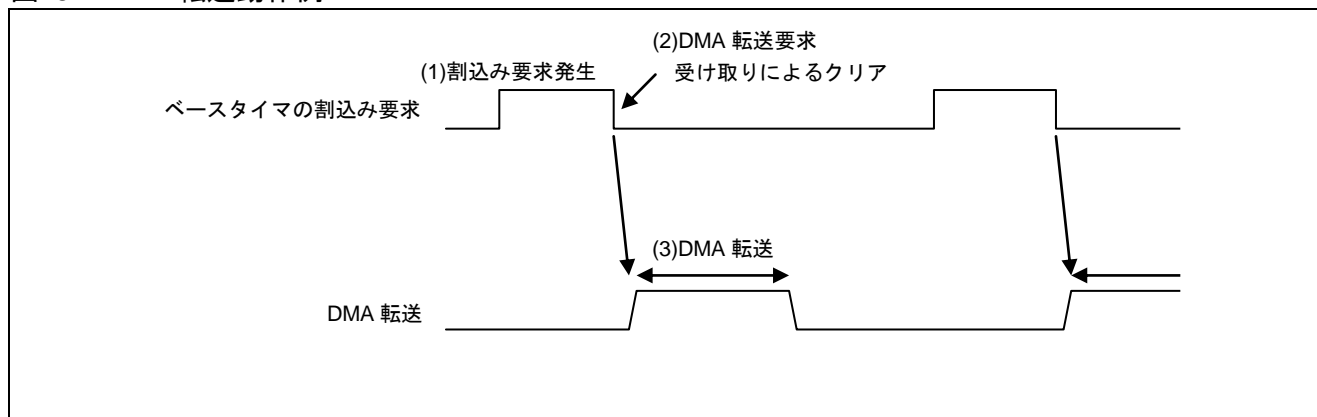 (2)DMA 転送要求
(1)割込み要求発生 受け取りによるクリア
ベースタイマの割込み要求
(3)DMA 転送
DMA 転送